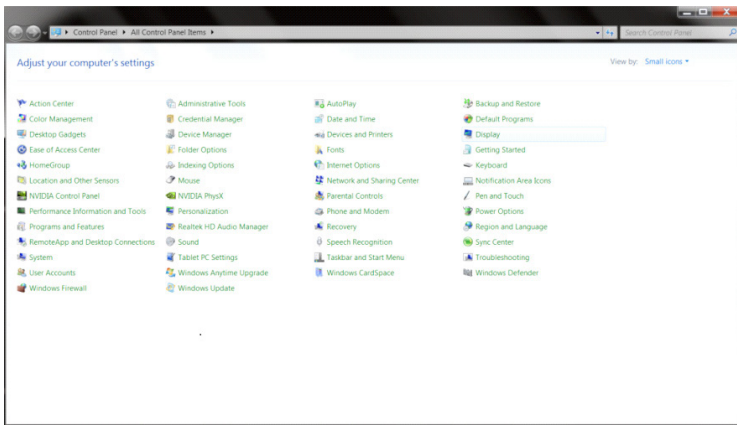 Control Panel ▸ All Control Panel Items ▸
Search Control Panel
Adjust your computer's settings
View by: Small icons
Action Center
Administrative Tools
AutoPlay
Backup and Restore
Color Management
Credential Manager
Date and Time
Default Programs
Desktop Gadgets
Device Manager
Devices and Printers
Display
Ease of Access Center
Folder Options
Fonts
Getting Started
HomeGroup
Indexing Options
Internet Options
Keyboard
Location and Other Sensors
Mouse
Network and Sharing Center
Notification Area Icons
NVIDIA Control Panel
NVIDIA PhysX
Parental Controls
Pen and Touch
Performance Information and Tools
Personalization
Phone and Modem
Power Options
Programs and Features
Realtek HD Audio Manager
Recovery
Region and Language
RemoteApp and Desktop Connections
Sound
Speech Recognition
Sync Center
System
Tablet PC Settings
Taskbar and Start Menu
Troubleshooting
User Accounts
Windows Anytime Upgrade
Windows CardSpace
Windows Defender
Windows Firewall
Windows Update